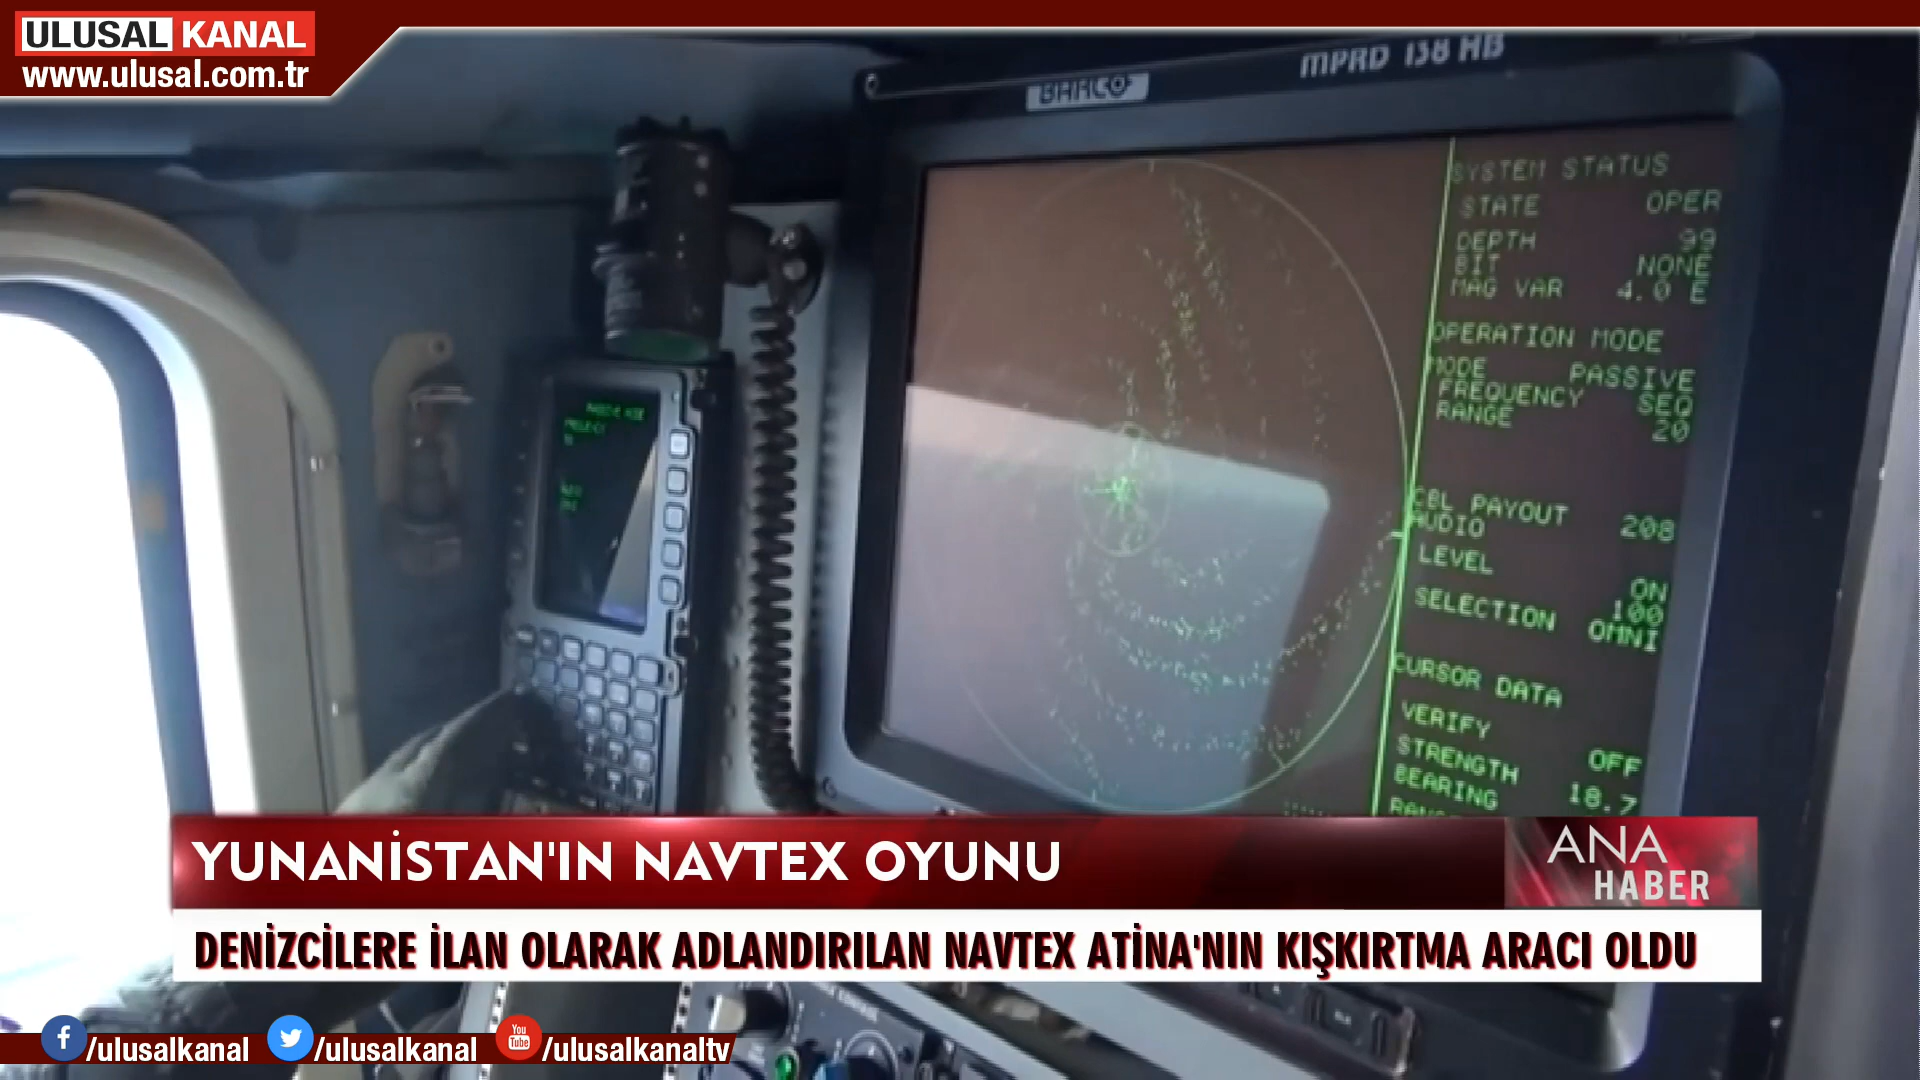 ULUSAL KANAL
www.ulusal.com.tr
BARCO
MPRD 138 HB
SYSTEM STATUS
STATE OPER
DEPTH 99
BIT NONE
MAG VAR 4.0 E
OPERATION MODE
MODE PASSIVE
FREQUENCY SEQ
RANGE 20
CBL PAYOUT 208
AUDIO
LEVEL ON
100
SELECTION OMNI
CURSOR DATA
VERIFY OFF
STRENGTH 18.7
BEARING
YUNANİSTAN'IN NAVTEX OYUNU
ANA
HABER
DENİZCİLERE İLAN OLARAK ADLANDIRILAN NAVTEX ATİNA'NIN KIŞKIRTMA ARACI OLDU
/ulusalkanal /ulusalkanal You Tube /ulusalkanaltv